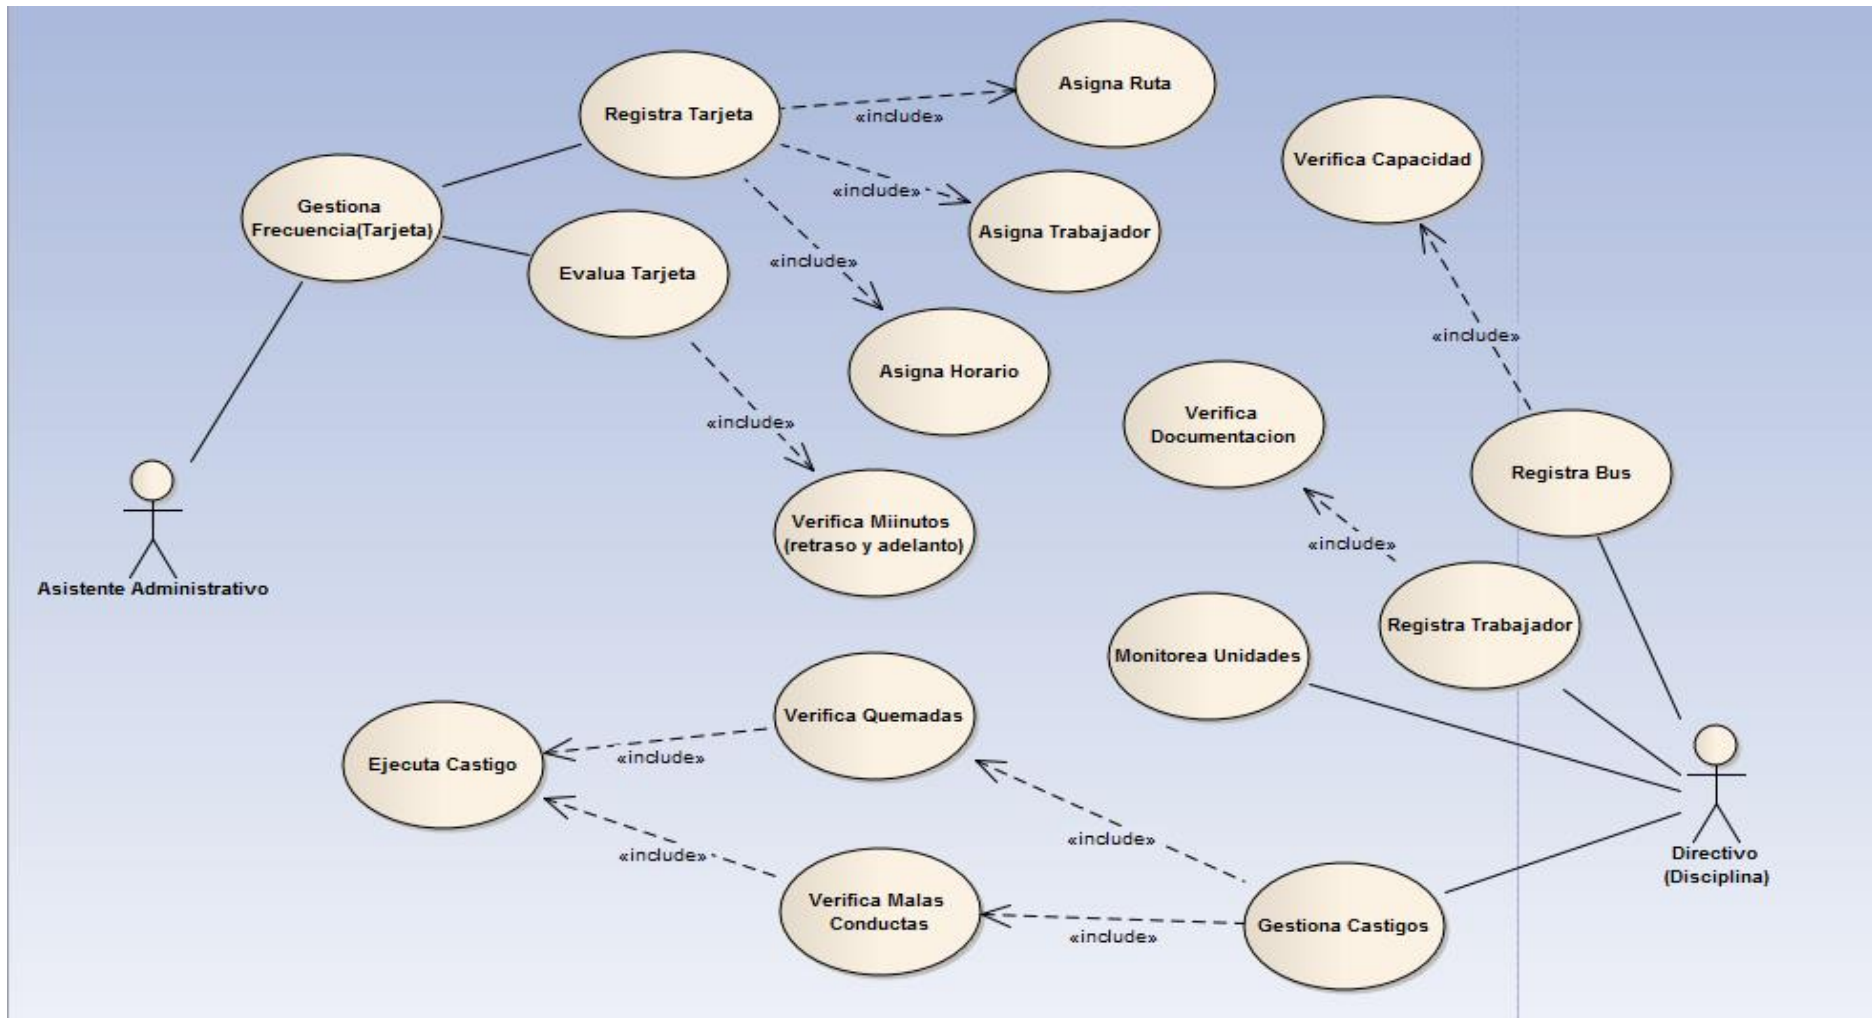 Asigna Ruta
Registra Tarjeta
«include»
Verifica Capacidad
«include»
Gestiona
Frecuencia(Tarjeta)
Asigna Trabajador
«include»
Evalua Tarjeta
«include»
Asigna Horario
Verifica
Documentacion
«include»
Registra Bus
Verifica Miinutos
(retraso y adelanto)
«include»
Asistente Administrativo
Registra Trabajador
Monitorea Unidades
Verifica Quemadas
Ejecuta Castigo
«include»
«include»
«include»
Directivo
(Disciplina)
Verifica Malas
Conductas
Gestiona Castigos
«include»